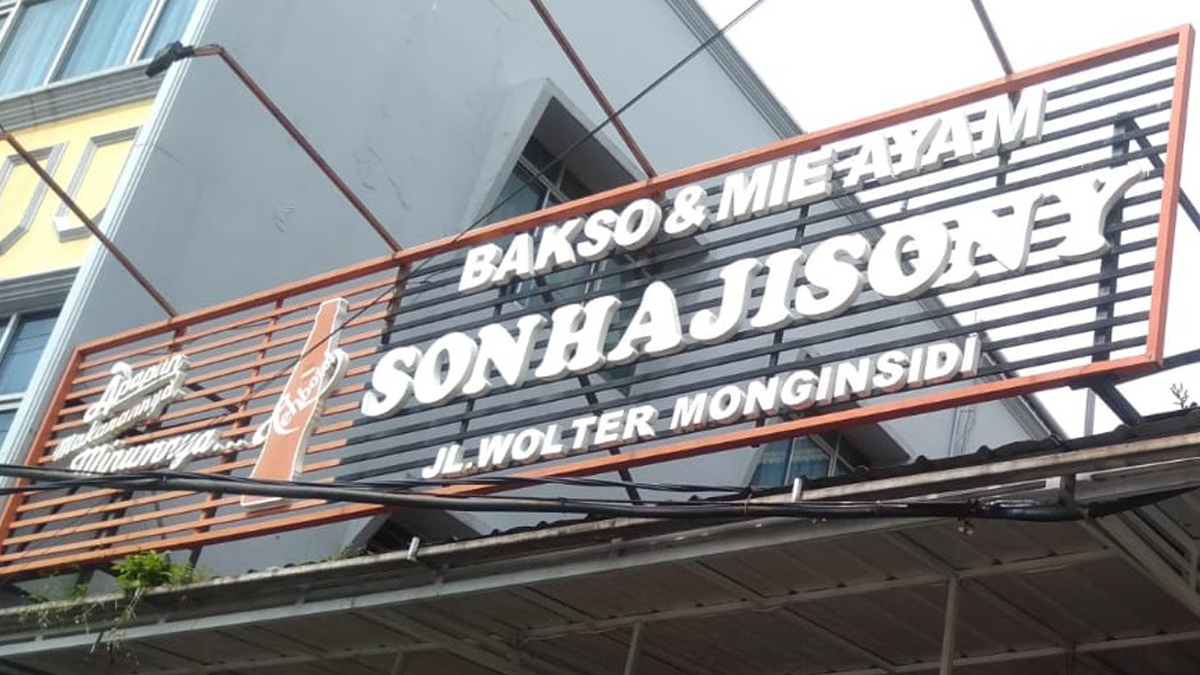 BAKSO & MIE AYAM
SONHAJISONY
JL.WOLTER MONGINSIDI
Apapun
Makanannya
Minumnya....